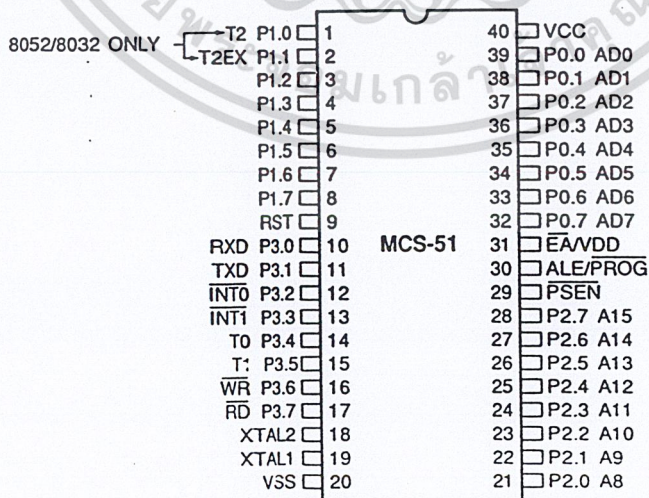 8052/8032 ONLY
T2 P1.0 1
T2EX P1.1 2
P1.2 3
P1.3 4
P1.4 5
P1.5 6
P1.6 7
P1.7 8
RST 9
RXD P3.0 10
TXD P3.1 11
INT0 P3.2 12
INT1 P3.3 13
T0 P3.4 14
T1 P3.5 15
WR P3.6 16
RD P3.7 17
XTAL2 18
XTAL1 19
VSS 20
MCS-51
40 VCC
39 P0.0 AD0
38 P0.1 AD1
37 P0.2 AD2
36 P0.3 AD3
35 P0.4 AD4
34 P0.5 AD5
33 P0.6 AD6
32 P0.7 AD7
31 EA/VDD
30 ALE/PROG
29 PSEN
28 P2.7 A15
27 P2.6 A14
26 P2.5 A13
25 P2.4 A12
24 P2.3 A11
23 P2.2 A10
22 P2.1 A9
21 P2.0 A8